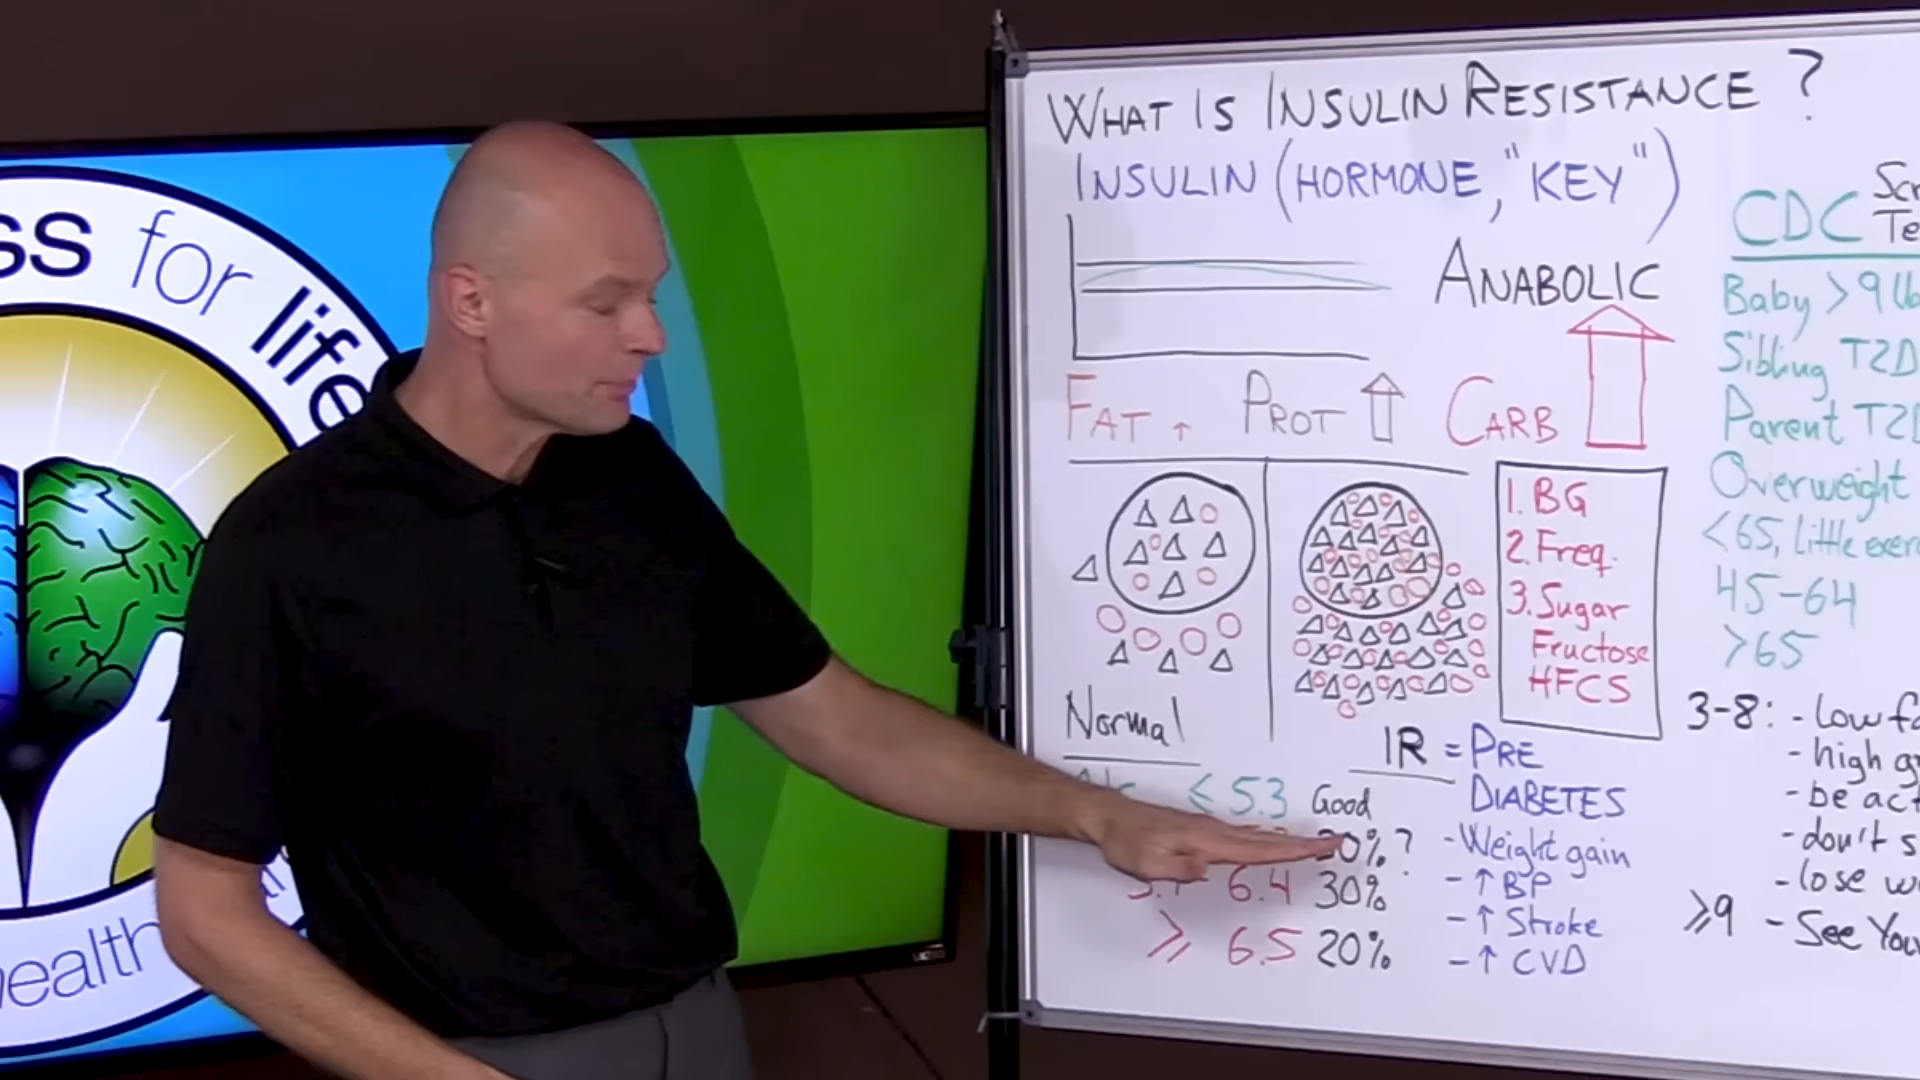 ss for life
health
WHAT IS INSULIN RESISTANCE?
INSULIN (HORMONE, "KEY")
ANABOLIC
FAT ↑ PROT ⇧ CARB ⇧
1. BG
2. Freq.
3. Sugar
Fructose
HFCS
Normal
IR = PRE
DIABETES
≤ 5.3 Good
20%?
6.4 30%
≥ 6.5 20%
- Weight gain
- ↑ BP
- ↑ Stroke
- ↑ CVD
CDC
Baby > 9 lb
Sibling T2D
Parent T2D
Overweight
<65, little exer
45-64
>65
3-8: - low fa
- high g
- be act
- don't s
- lose w
≥9 - See You